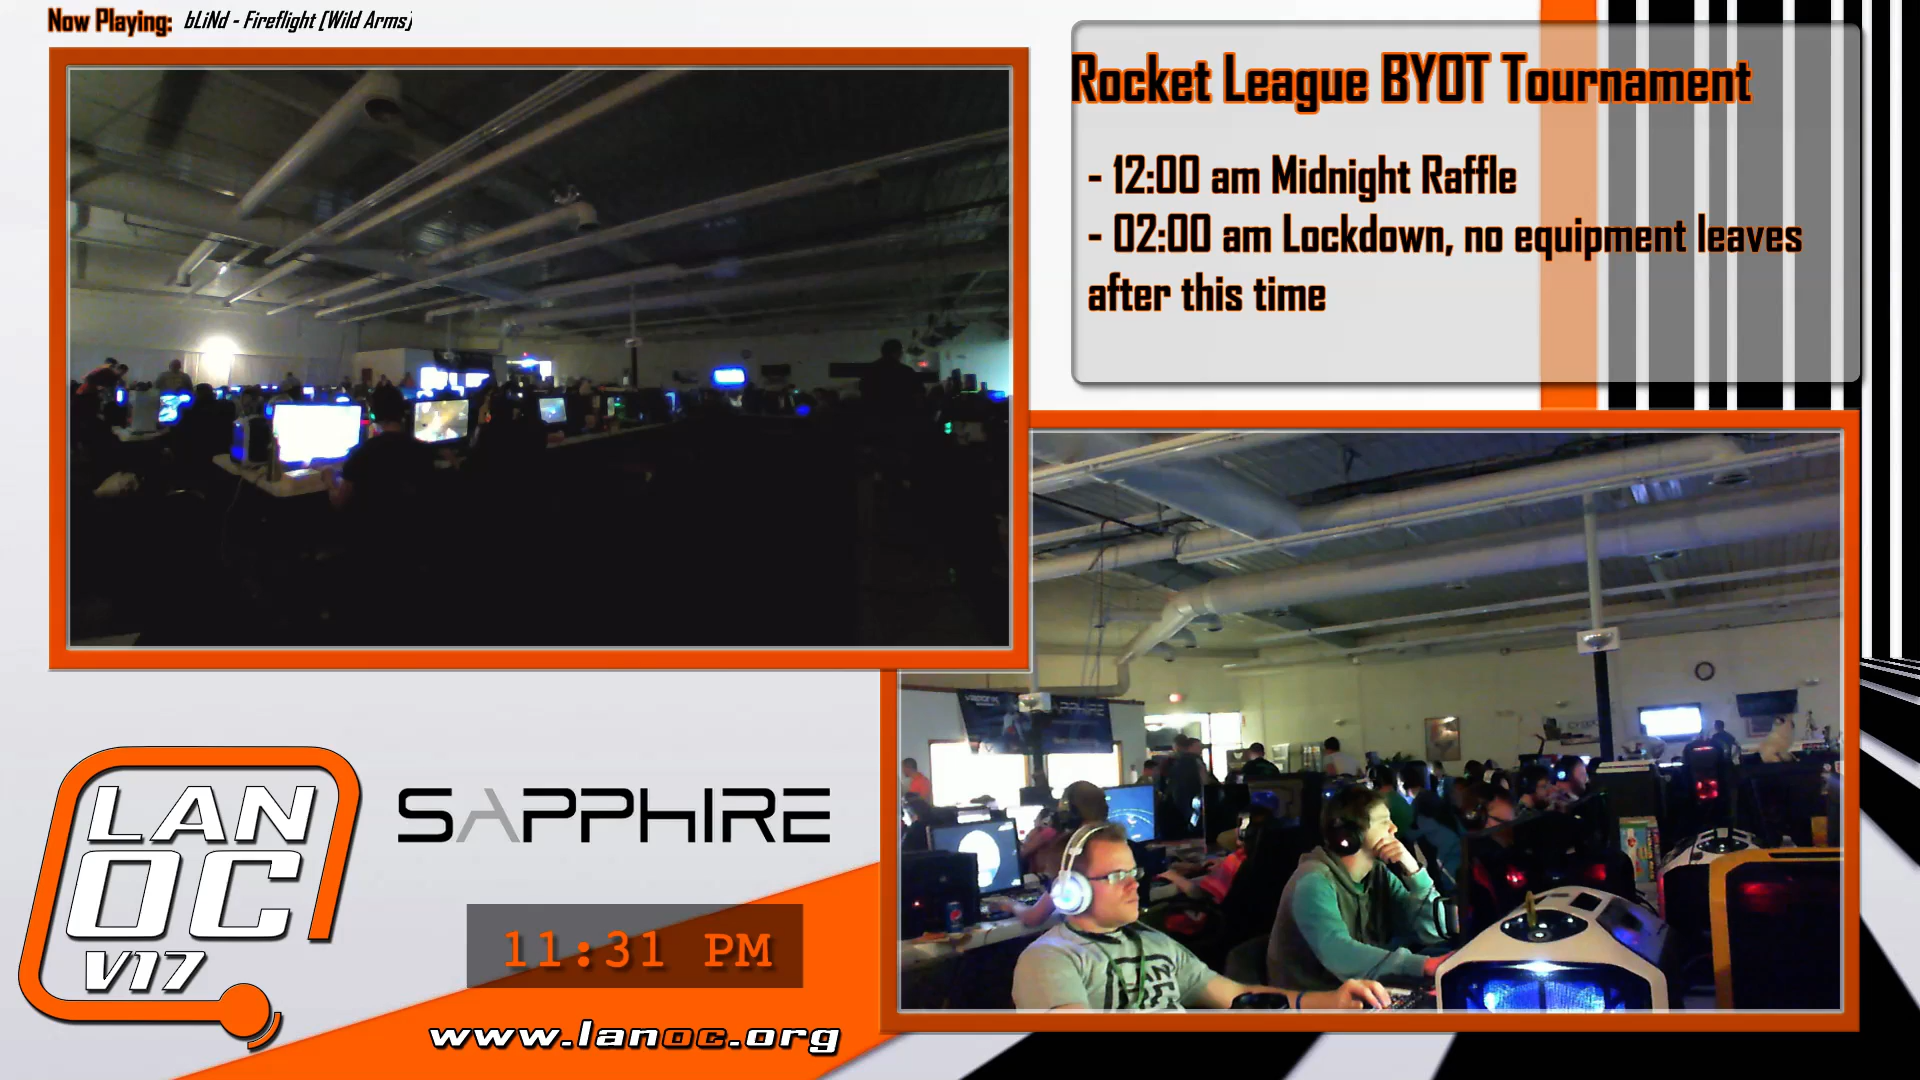 Now Playing: bLiNd - Fireflight (Wild Arms)
Rocket League BYOT Tournament
- 12:00 am Midnight Raffle
- 02:00 am Lockdown, no equipment leaves
after this time
SAPPHIRE
LAN
OC
V17
SAPPHIRE
11:31 PM
www.lanoc.org